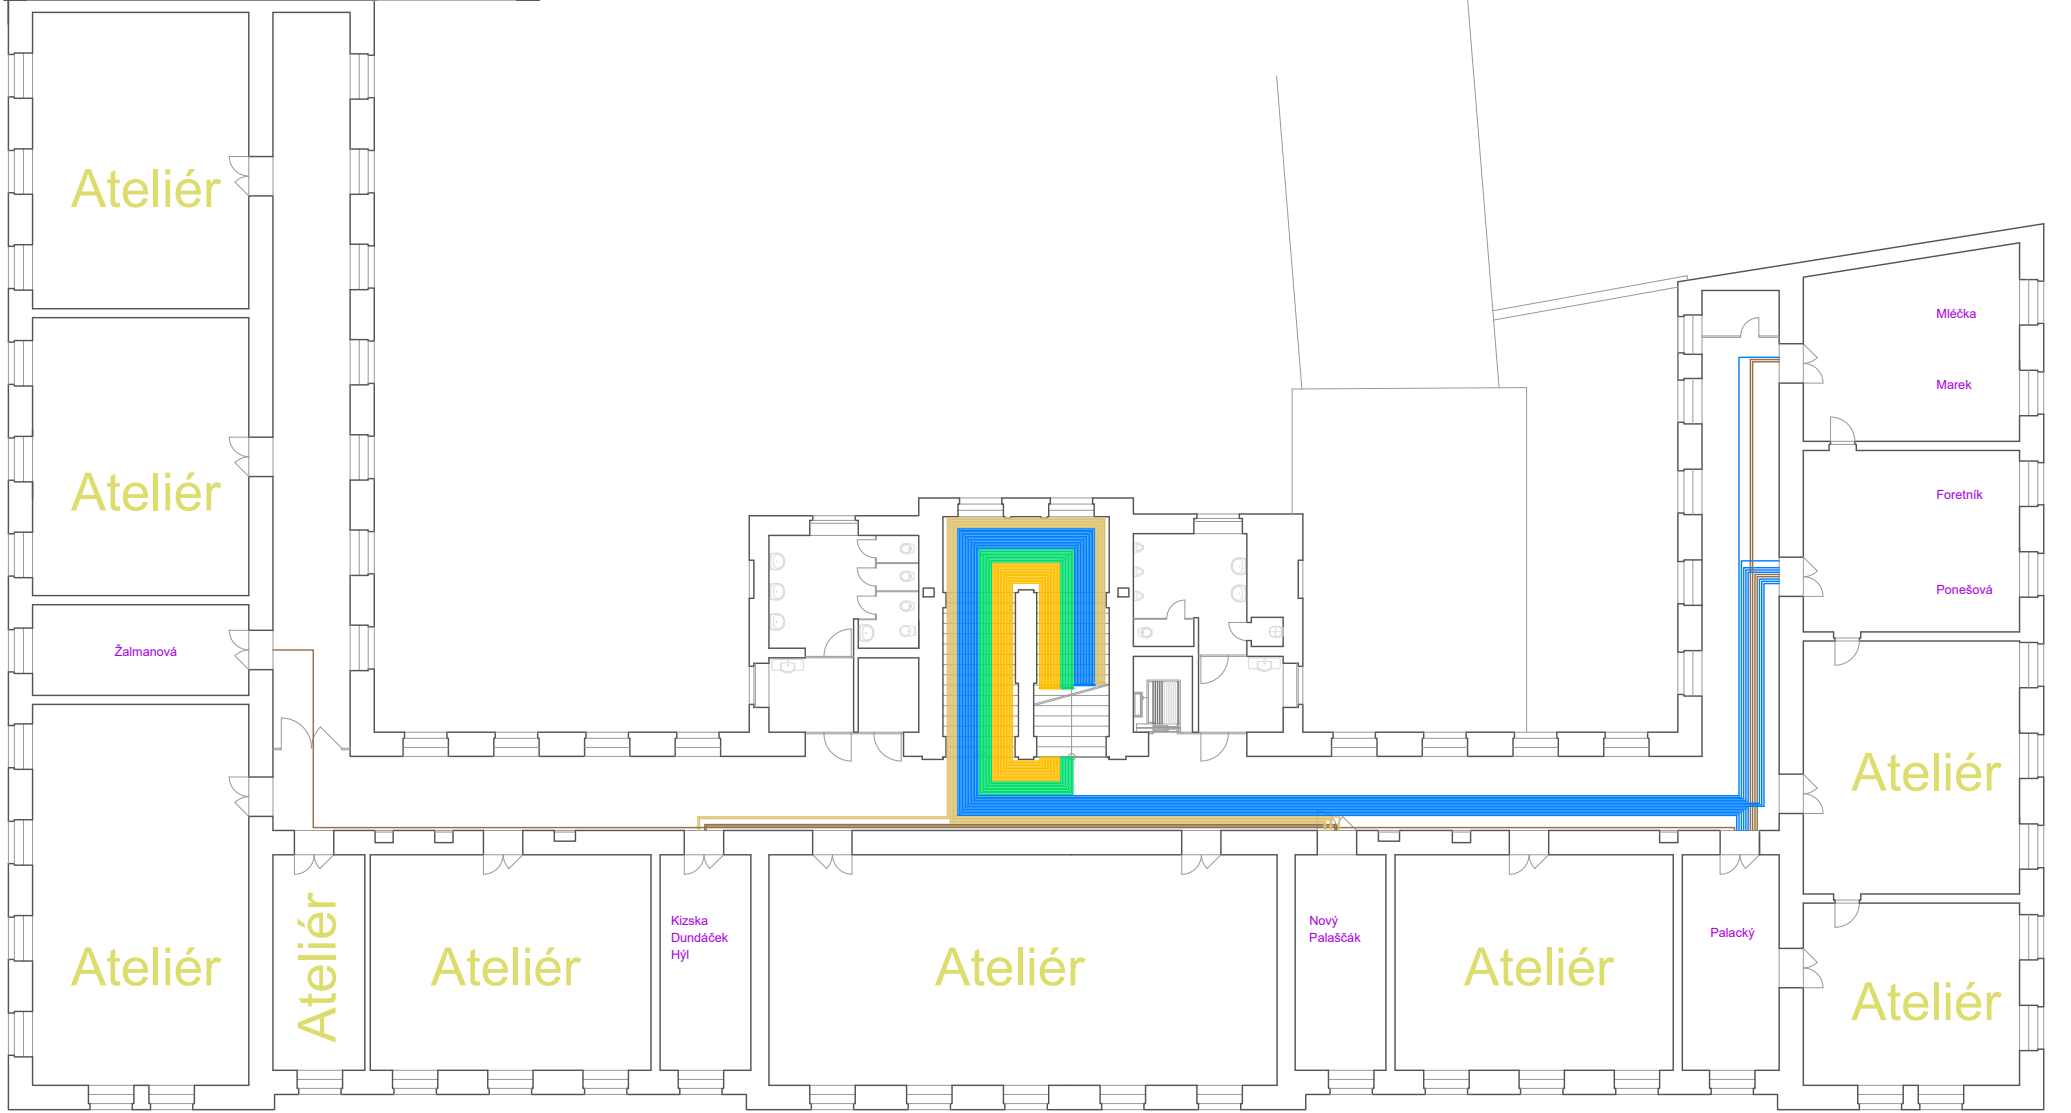 Ateliér
Mléčka
Marek
Ateliér
Foretník
Ponešová
Žalmanová
Ateliér
Kizska
Dundáček
Hýl
Nový
Palaščák
Palacký
Ateliér
Ateliér
Ateliér
Ateliér
Ateliér
Ateliér